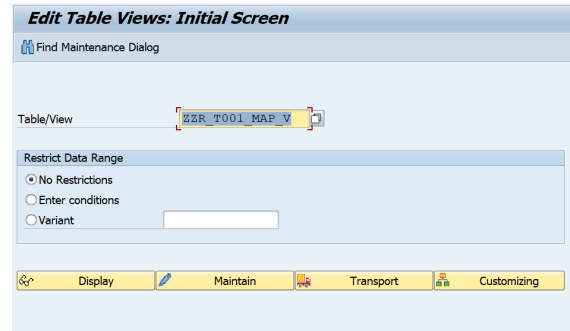 Edit Table Views: Initial Screen
Find Maintenance Dialog
Table/View ZZR_T001_MAP_V
Restrict Data Range
No Restrictions
Enter conditions
Variant
Display Maintain Transport Customizing